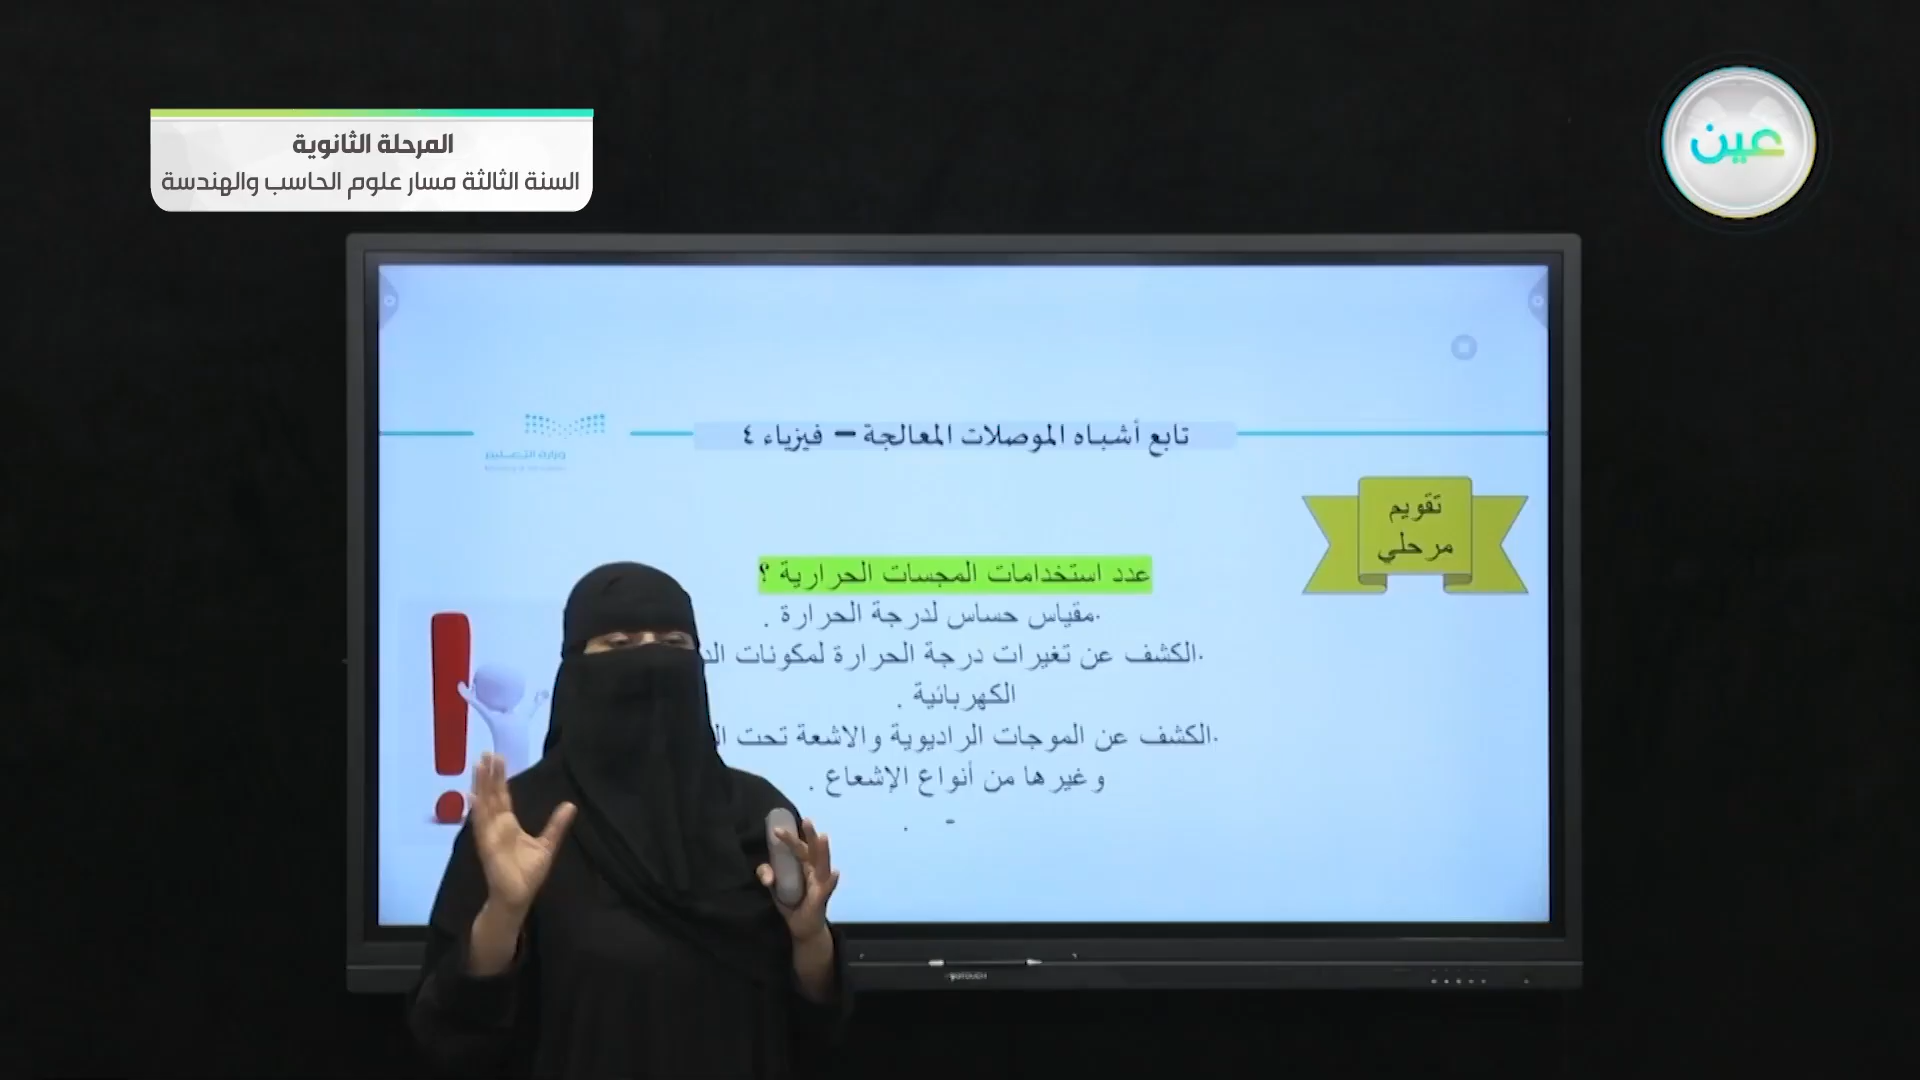 المرحلة الثانوية
السنة الثالثة مسار علوم الحاسب والهندسة
عين
تابع أشباه الموصلات المعالجة – فيزياء ٤
وزارة التعليم
تقويم
مرحلي
عدد استخدامات المجسات الحرارية ؟
.مقياس حساس لدرجة الحرارة .
.الكشف عن تغيرات درجة الحرارة لمكونات
الكهربائية .
.الكشف عن الموجات الراديوية والاشعة تحت
وغيرها من أنواع الإشعاع .
- .